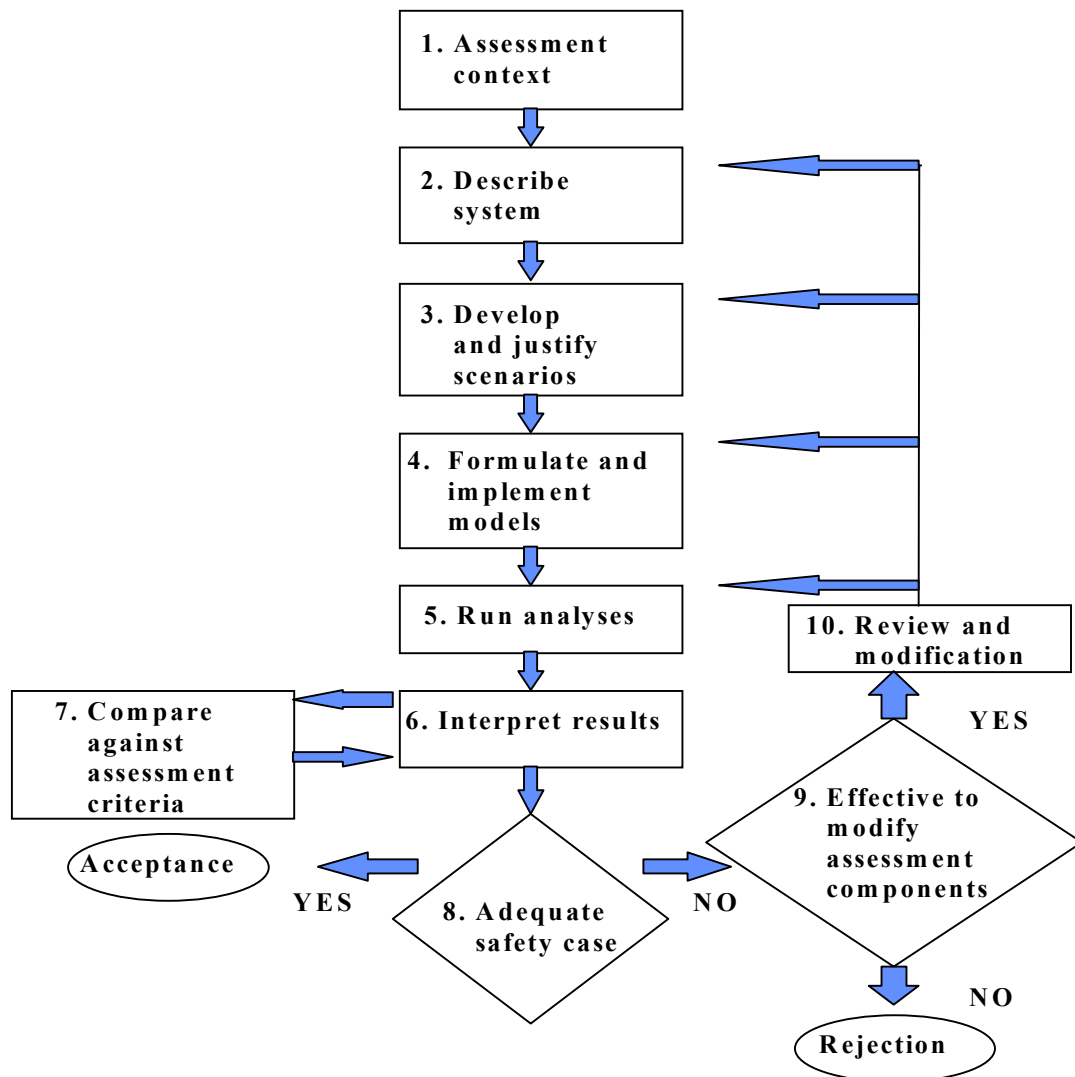 1. Assessment
context
2. Describe
system
3. Develop
and justify
scenarios
4. Formulate and
implement
models
5. Run analyses
10. Review and
modification
6. Interpret results
7. Compare
against
assessment
criteria
YES
9. Effective to
modify
assessment
components
Acceptance
YES
8. Adequate
safety case
NO
NO
Rejection